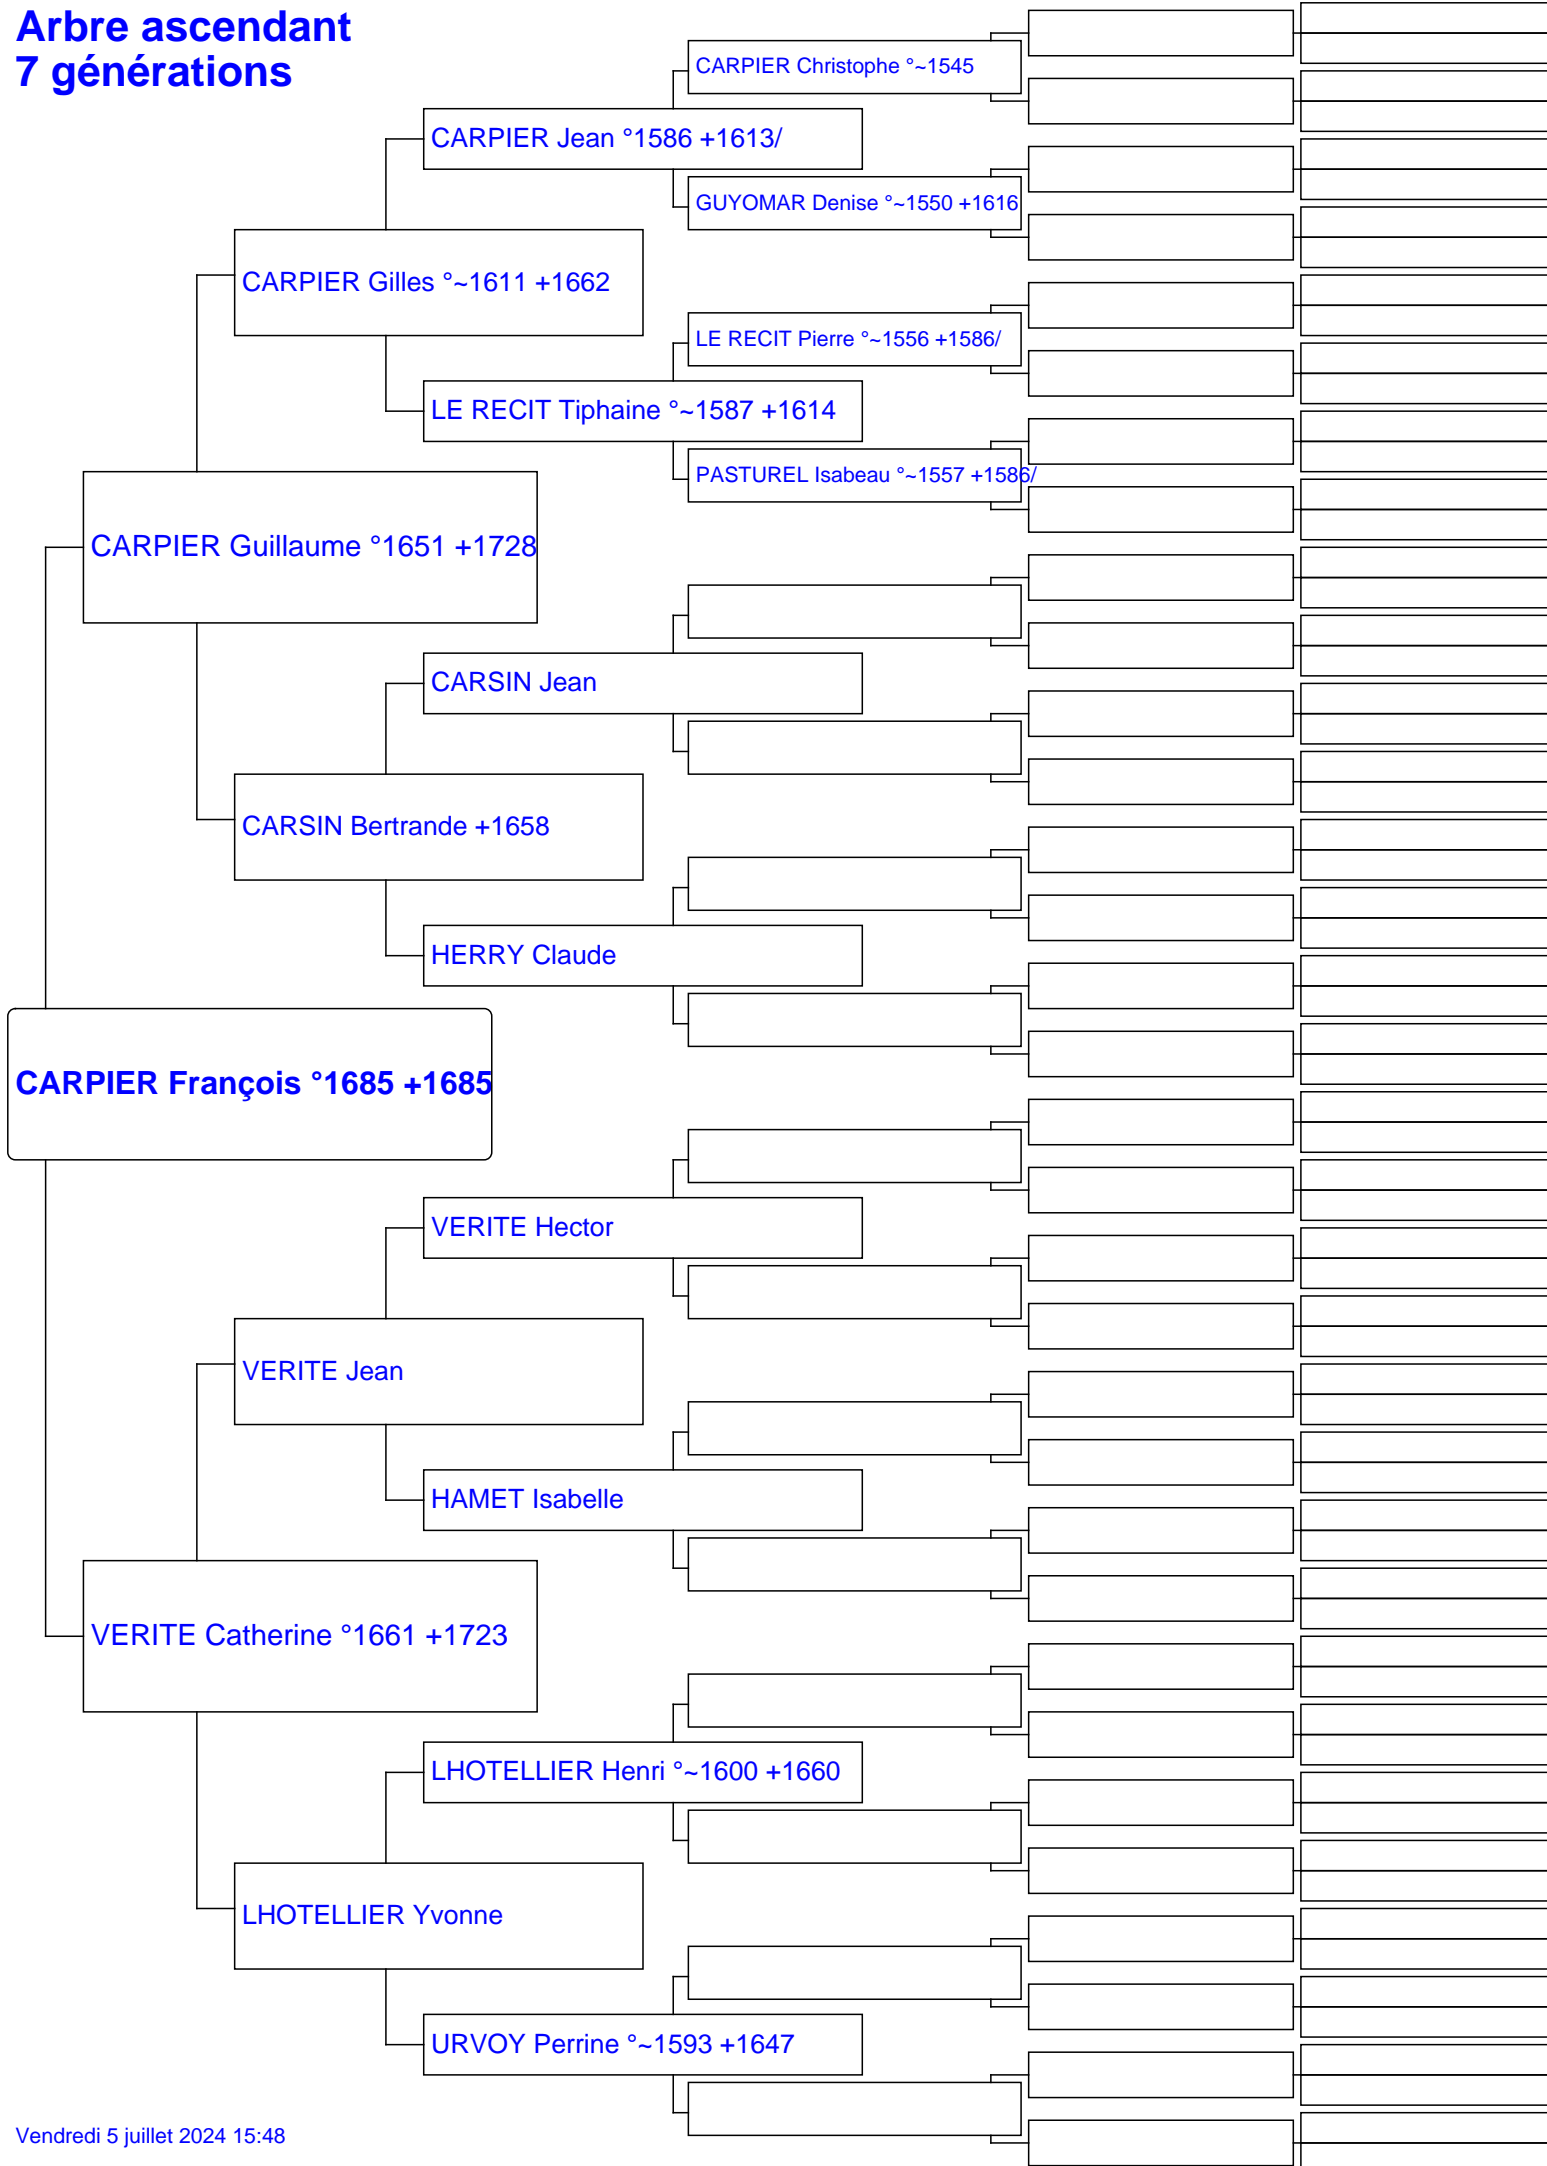 Arbre ascendant
7 générations
CARPIER Christophe °~1545
CARPIER Jean °1586 +1613/
GUYOMAR Denise °~1550 +1616
CARPIER Gilles °~1611 +1662
LE RECIT Pierre °~1556 +1586/
LE RECIT Tiphaine °~1587 +1614
PASTUREL Isabeau °~1557 +1586/
CARPIER Guillaume °1651 +1728
CARSIN Jean
CARSIN Bertrande +1658
HERRY Claude
CARPIER François °1685 +1685
VERITE Hector
VERITE Jean
HAMET Isabelle
VERITE Catherine °1661 +1723
LHOTELLIER Henri °~1600 +1660
LHOTELLIER Yvonne
URVOY Perrine °~1593 +1647
Vendredi 5 juillet 2024 15:48